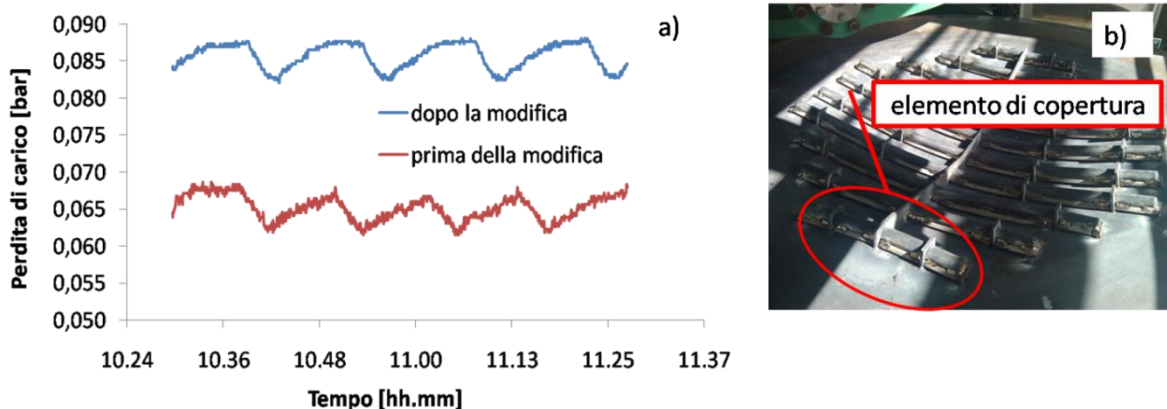 a)
0,090
0,085
0,080
0,075
0,070
0,065
0,060
0,055
0,050
Perdita di carico [bar]
dopo la modifica
prima della modifica
10.24 10.36 10.48 11.00 11.13 11.25 11.37
Tempo [hh.mm]
b)
elemento di copertura